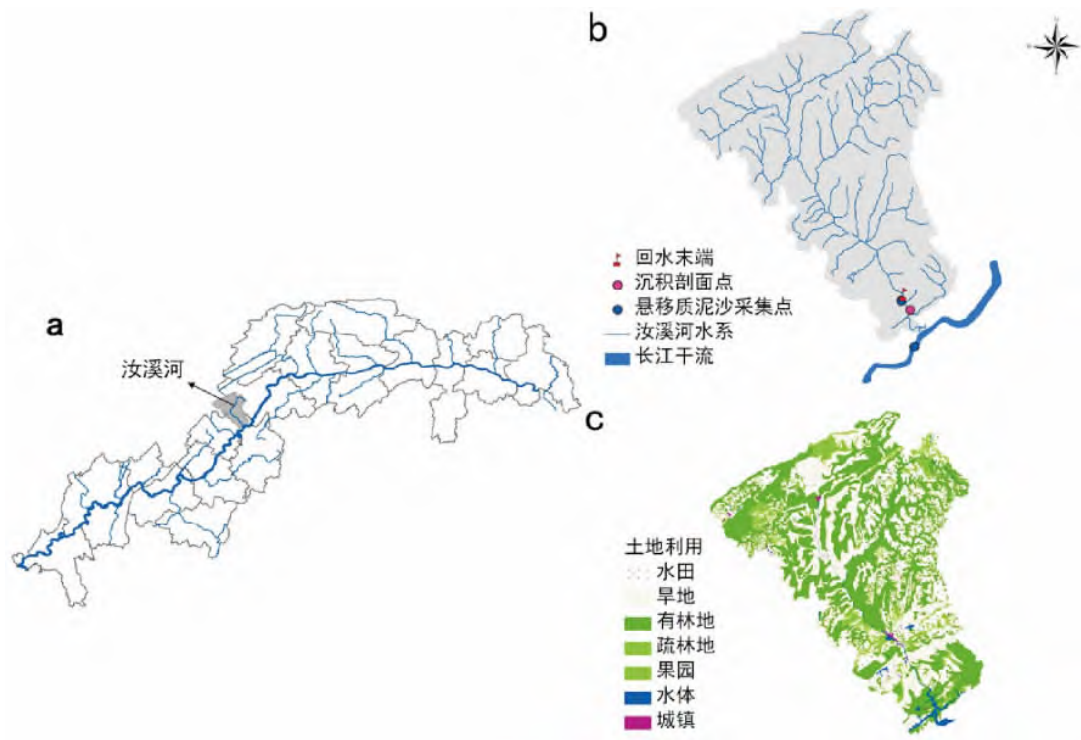 a
汝溪河
b
回水末端
沉积剖面点
悬移质泥沙采集点
汝溪河水系
长江干流
c
土地利用
水田
旱地
有林地
疏林地
果园
水体
城镇